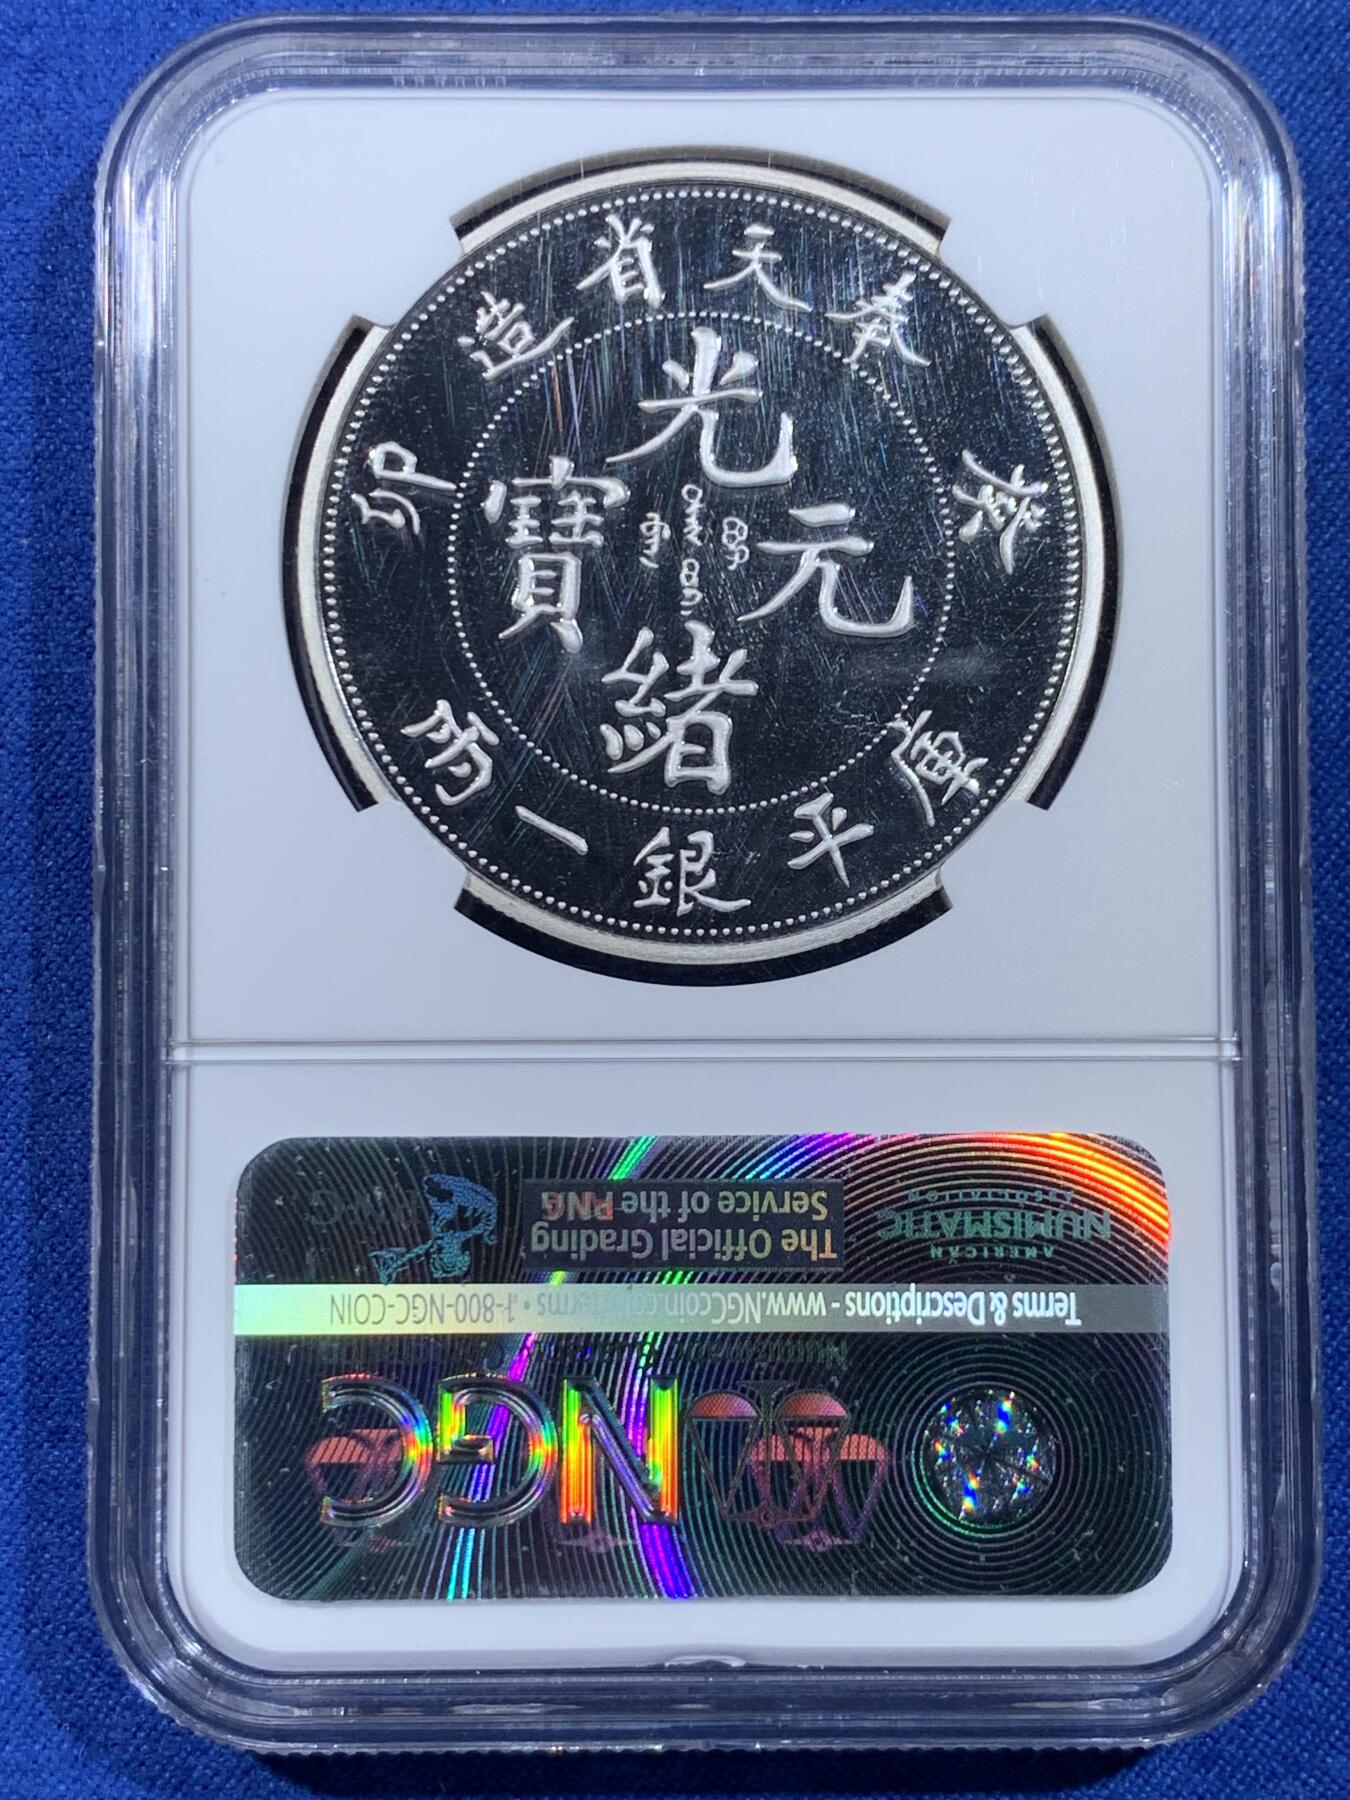 奉天省造
癸卯
光緒元寶
庫平銀一兩
NGC
Terms & Descriptions - www.NGCcoin.com/terms • 1-800-NGC-COIN
AMERICAN
NUMISMATIC
ASSOCIATION
The Official Grading
Service of the PNG